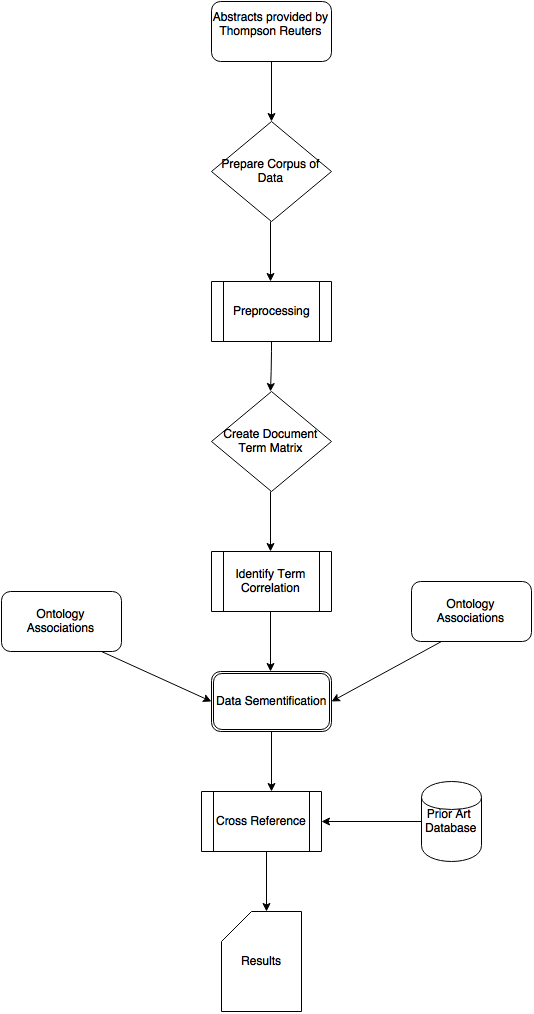 Abstracts provided by
Thompson Reuters
Prepare Corpus of
Data
Preprocessing
Create Document
Term Matrix
Identify Term
Correlation
Ontology
Associations
Ontology
Associations
Data Sementification
Cross Reference
Prior Art
Database
Results